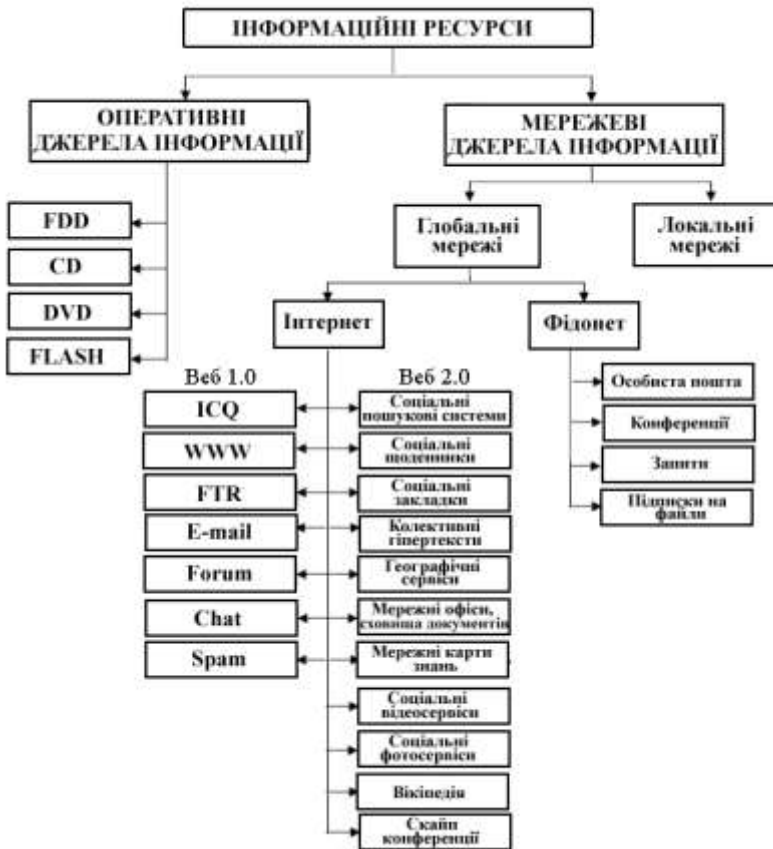 ІНФОРМАЦІЙНІ РЕСУРСИ
ОПЕРАТИВНІ
ДЖЕРЕЛА ІНФОРМАЦІЇ
МЕРЕЖЕВІ
ДЖЕРЕЛА ІНФОРМАЦІЇ
FDD
CD
DVD
FLASH
Глобальні
мережі
Локальні
мережі
Інтернет
Фідонет
Веб 1.0
ICQ
WWW
FTR
E-mail
Forum
Chat
Spam
Веб 2.0
Соціальні
пошукові системи
Соціальні
щоденники
Соціальні
закладки
Колективні
гіпертексти
Географічні
сервіси
Мережні офіси,
сховища документів
Мережні карти
знань
Соціальні
відеосервіси
Соціальні
фотосервіси
Вікіпедія
Скайп
конференції
Особиста пошта
Конференції
Запити
Підписки на
файли